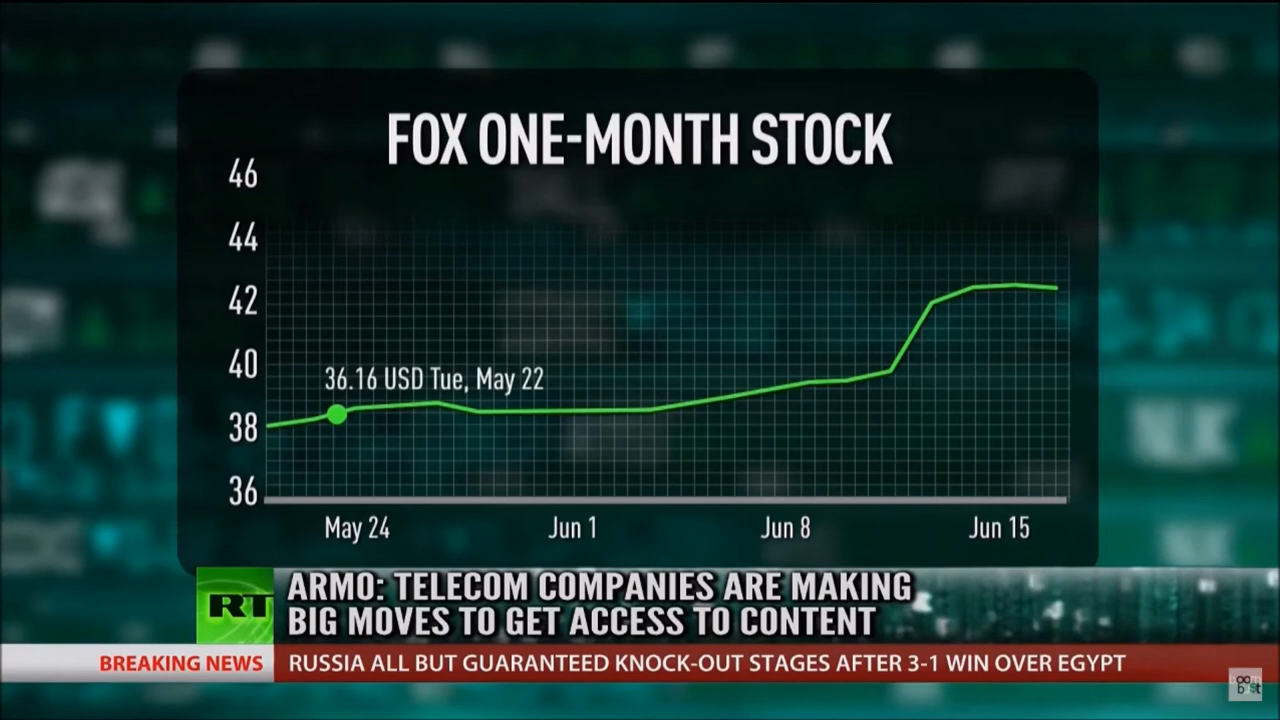 FOX ONE-MONTH STOCK
46
44
42
40
38
36
36.16 USD Tue, May 22
May 24
Jun 1
Jun 8
Jun 15
RT
ARMO: TELECOM COMPANIES ARE MAKING
BIG MOVES TO GET ACCESS TO CONTENT
BREAKING NEWS
RUSSIA ALL BUT GUARANTEED KNOCK-OUT STAGES AFTER 3-1 WIN OVER EGYPT